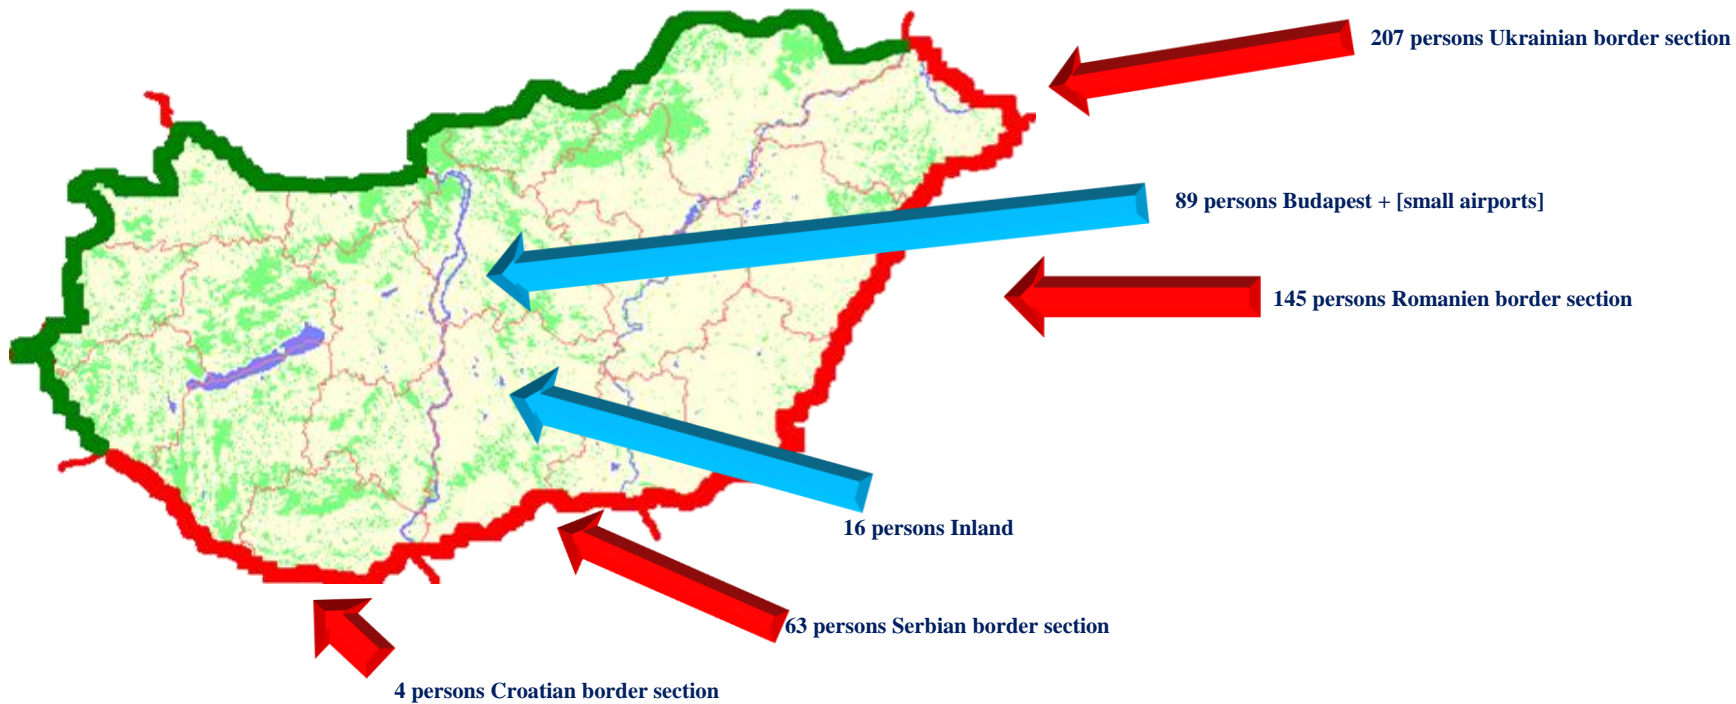 207 persons Ukrainian border section
89 persons Budapest + [small airports]
145 persons Romanien border section
16 persons Inland
63 persons Serbian border section
4 persons Croatian border section